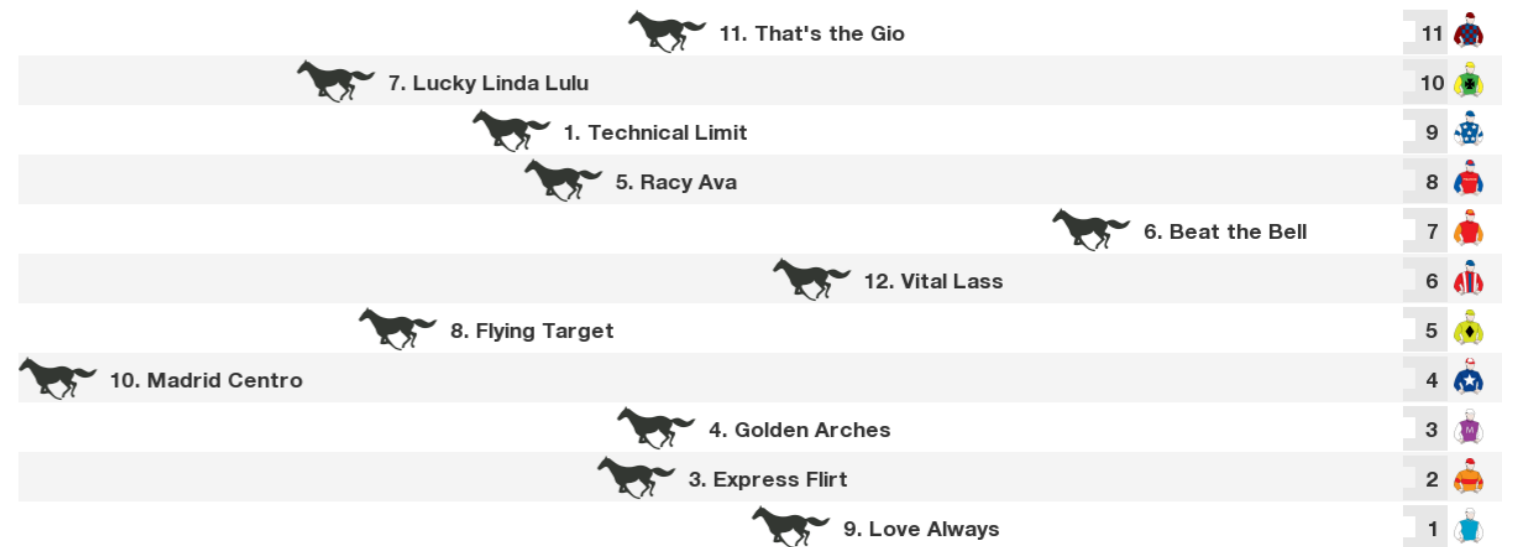 11. That's the Gio 11
7. Lucky Linda Lulu 10
1. Technical Limit 9
5. Racy Ava 8
6. Beat the Bell 7
12. Vital Lass 6
8. Flying Target 5
10. Madrid Centro 4
4. Golden Arches 3 M
3. Express Flirt 2
9. Love Always 1